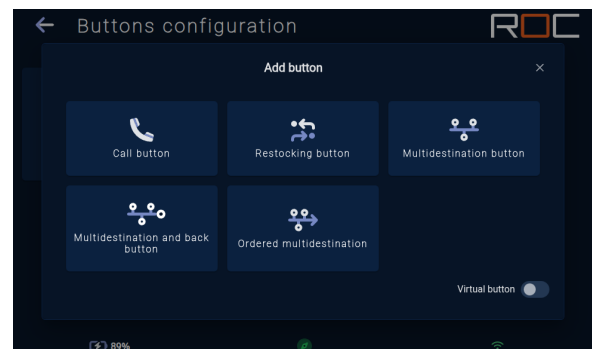 Buttons configuration
ROC
Add button
Call button
Restocking button
Multidestination button
Multidestination and back
button
Ordered multidestination
Virtual button
89%